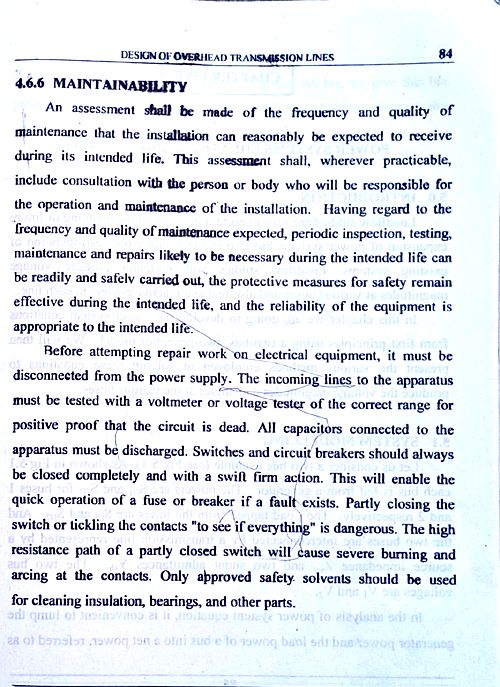 DESIGN OF OVERHEAD TRANSMISSION LINES 84
4.6.6 MAINTAINABILITY
An assessment shall be made of the frequency and quality of
maintenance that the installation can reasonably be expected to receive
during its intended life. This assessment shall, wherever practicable,
include consultation with the person or body who will be responsible for
the operation and maintenance of the installation. Having regard to the
frequency and quality of maintenance expected, periodic inspection, testing,
maintenance and repairs likely to be necessary during the intended life can
be readily and safely carried out, the protective measures for safety remain
effective during the intended life, and the reliability of the equipment is
appropriate to the intended life.
Before attempting repair work on electrical equipment, it must be
disconnected from the power supply. The incoming lines to the apparatus
must be tested with a voltmeter or voltage tester of the correct range for
positive proof that the circuit is dead. All capacitors connected to the
apparatus must be discharged. Switches and circuit breakers should always
be closed completely and with a swift firm action. This will enable the
quick operation of a fuse or breaker if a fault exists. Partly closing the
switch or tickling the contacts "to see if everything" is dangerous. The high
resistance path of a partly closed switch will cause severe burning and
arcing at the contacts. Only approved safety solvents should be used
for cleaning insulation, bearings, and other parts.